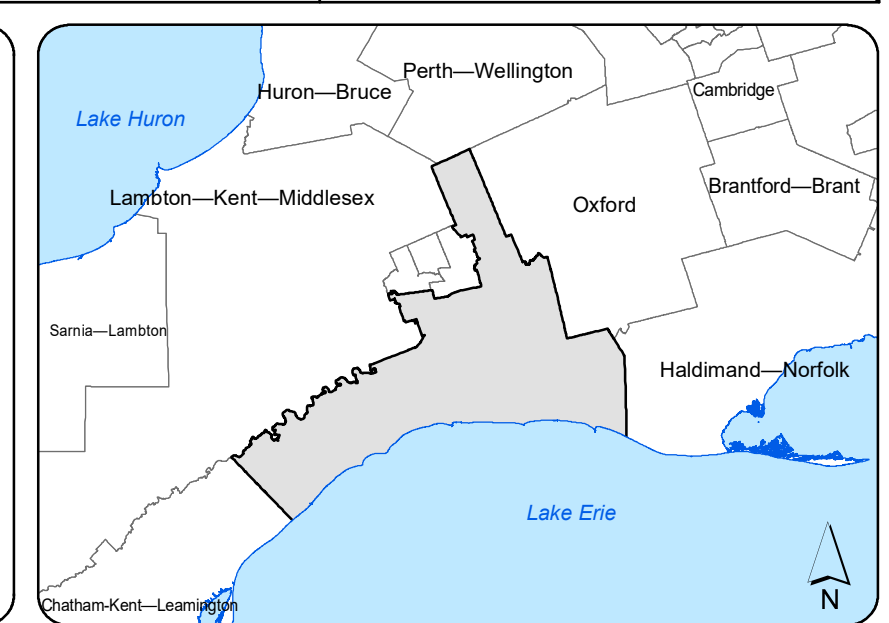 Perth—Wellington
Huron—Bruce
Cambridge
Lake Huron
Lambton—Kent—Middlesex
Brantford—Brant
Oxford
Sarnia—Lambton
Haldimand—Norfolk
Lake Erie
N
Chatham-Kent—Leamington